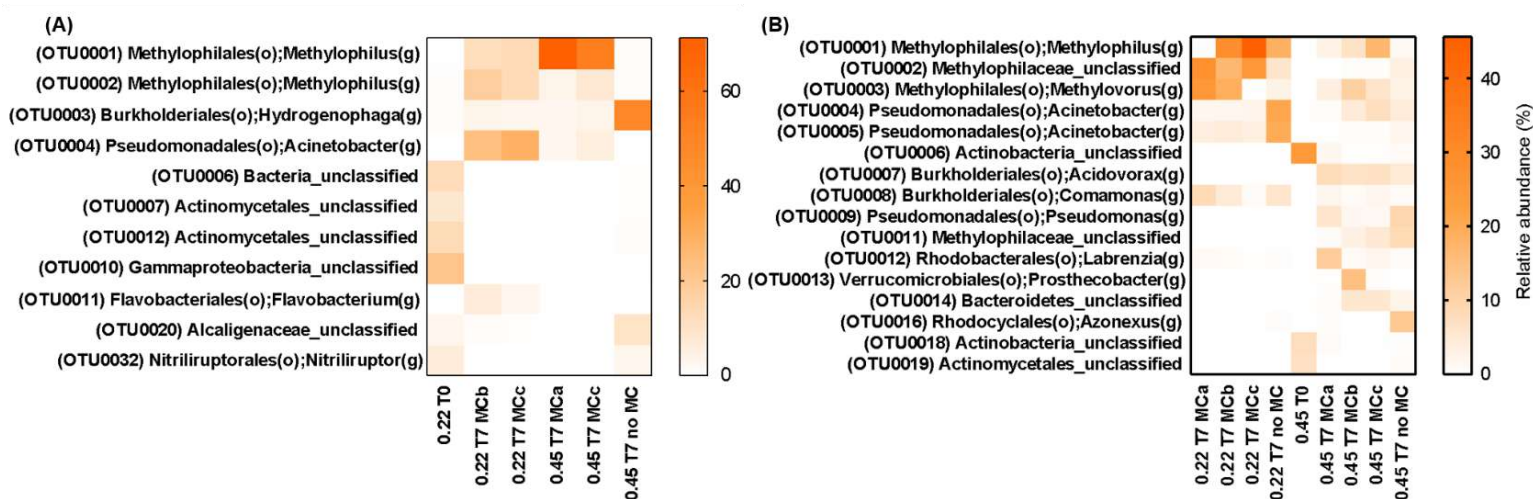 (A)
(OTU0001) Methylophilales(o);Methylophilus(g)
(OTU0002) Methylophilales(o);Methylophilus(g)
(OTU0003) Burkholderiales(o);Hydrogenophaga(g)
(OTU0004) Pseudomonadales(o);Acinetobacter(g)
(OTU0006) Bacteria_unclassified
(OTU0007) Actinomycetales_unclassified
(OTU0012) Actinomycetales_unclassified
(OTU0010) Gammaproteobacteria_unclassified
(OTU0011) Flavobacteriales(o);Flavobacterium(g)
(OTU0020) Alcaligenaceae_unclassified
(OTU0032) Nitriliruptorales(o);Nitriliruptor(g)
0.22 T0
0.22 T7 MCb
0.22 T7 MCc
0.45 T7 MCa
0.45 T7 MCc
0.45 T7 no MC
60
40
20
0
(B)
(OTU0001) Methylophilales(o);Methylophilus(g)
(OTU0002) Methylophilaceae_unclassified
(OTU0003) Methylophilales(o);Methylovorus(g)
(OTU0004) Pseudomonadales(o);Acinetobacter(g)
(OTU0005) Pseudomonadales(o);Acinetobacter(g)
(OTU0006) Actinobacteria_unclassified
(OTU0007) Burkholderiales(o);Acidovorax(g)
(OTU0008) Burkholderiales(o);Comamonas(g)
(OTU0009) Pseudomonadales(o);Pseudomonas(g)
(OTU0011) Methylophilaceae_unclassified
(OTU0012) Rhodobacterales(o);Labrenzia(g)
(OTU0013) Verrucomicrobiales(o);Prosthecobacter(g)
(OTU0014) Bacteroidetes_unclassified
(OTU0016) Rhodocyclales(o);Azonexus(g)
(OTU0018) Actinobacteria_unclassified
(OTU0019) Actinomycetales_unclassified
0.22 T7 MCa
0.22 T7 MCb
0.22 T7 MCc
0.22 T7 no MC
0.45 T0
0.45 T7 MCa
0.45 T7 MCb
0.45 T7 MCc
0.45 T7 no MC
40
30
20
10
0
Relative abundance (%)